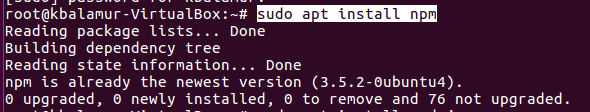 [sudo] password for kbalamur:
root@kbalamur-VirtualBox:~# sudo apt install npm
Reading package lists... Done
Building dependency tree
Reading state information... Done
npm is already the newest version (3.5.2-0ubuntu4).
0 upgraded, 0 newly installed, 0 to remove and 76 not upgraded.